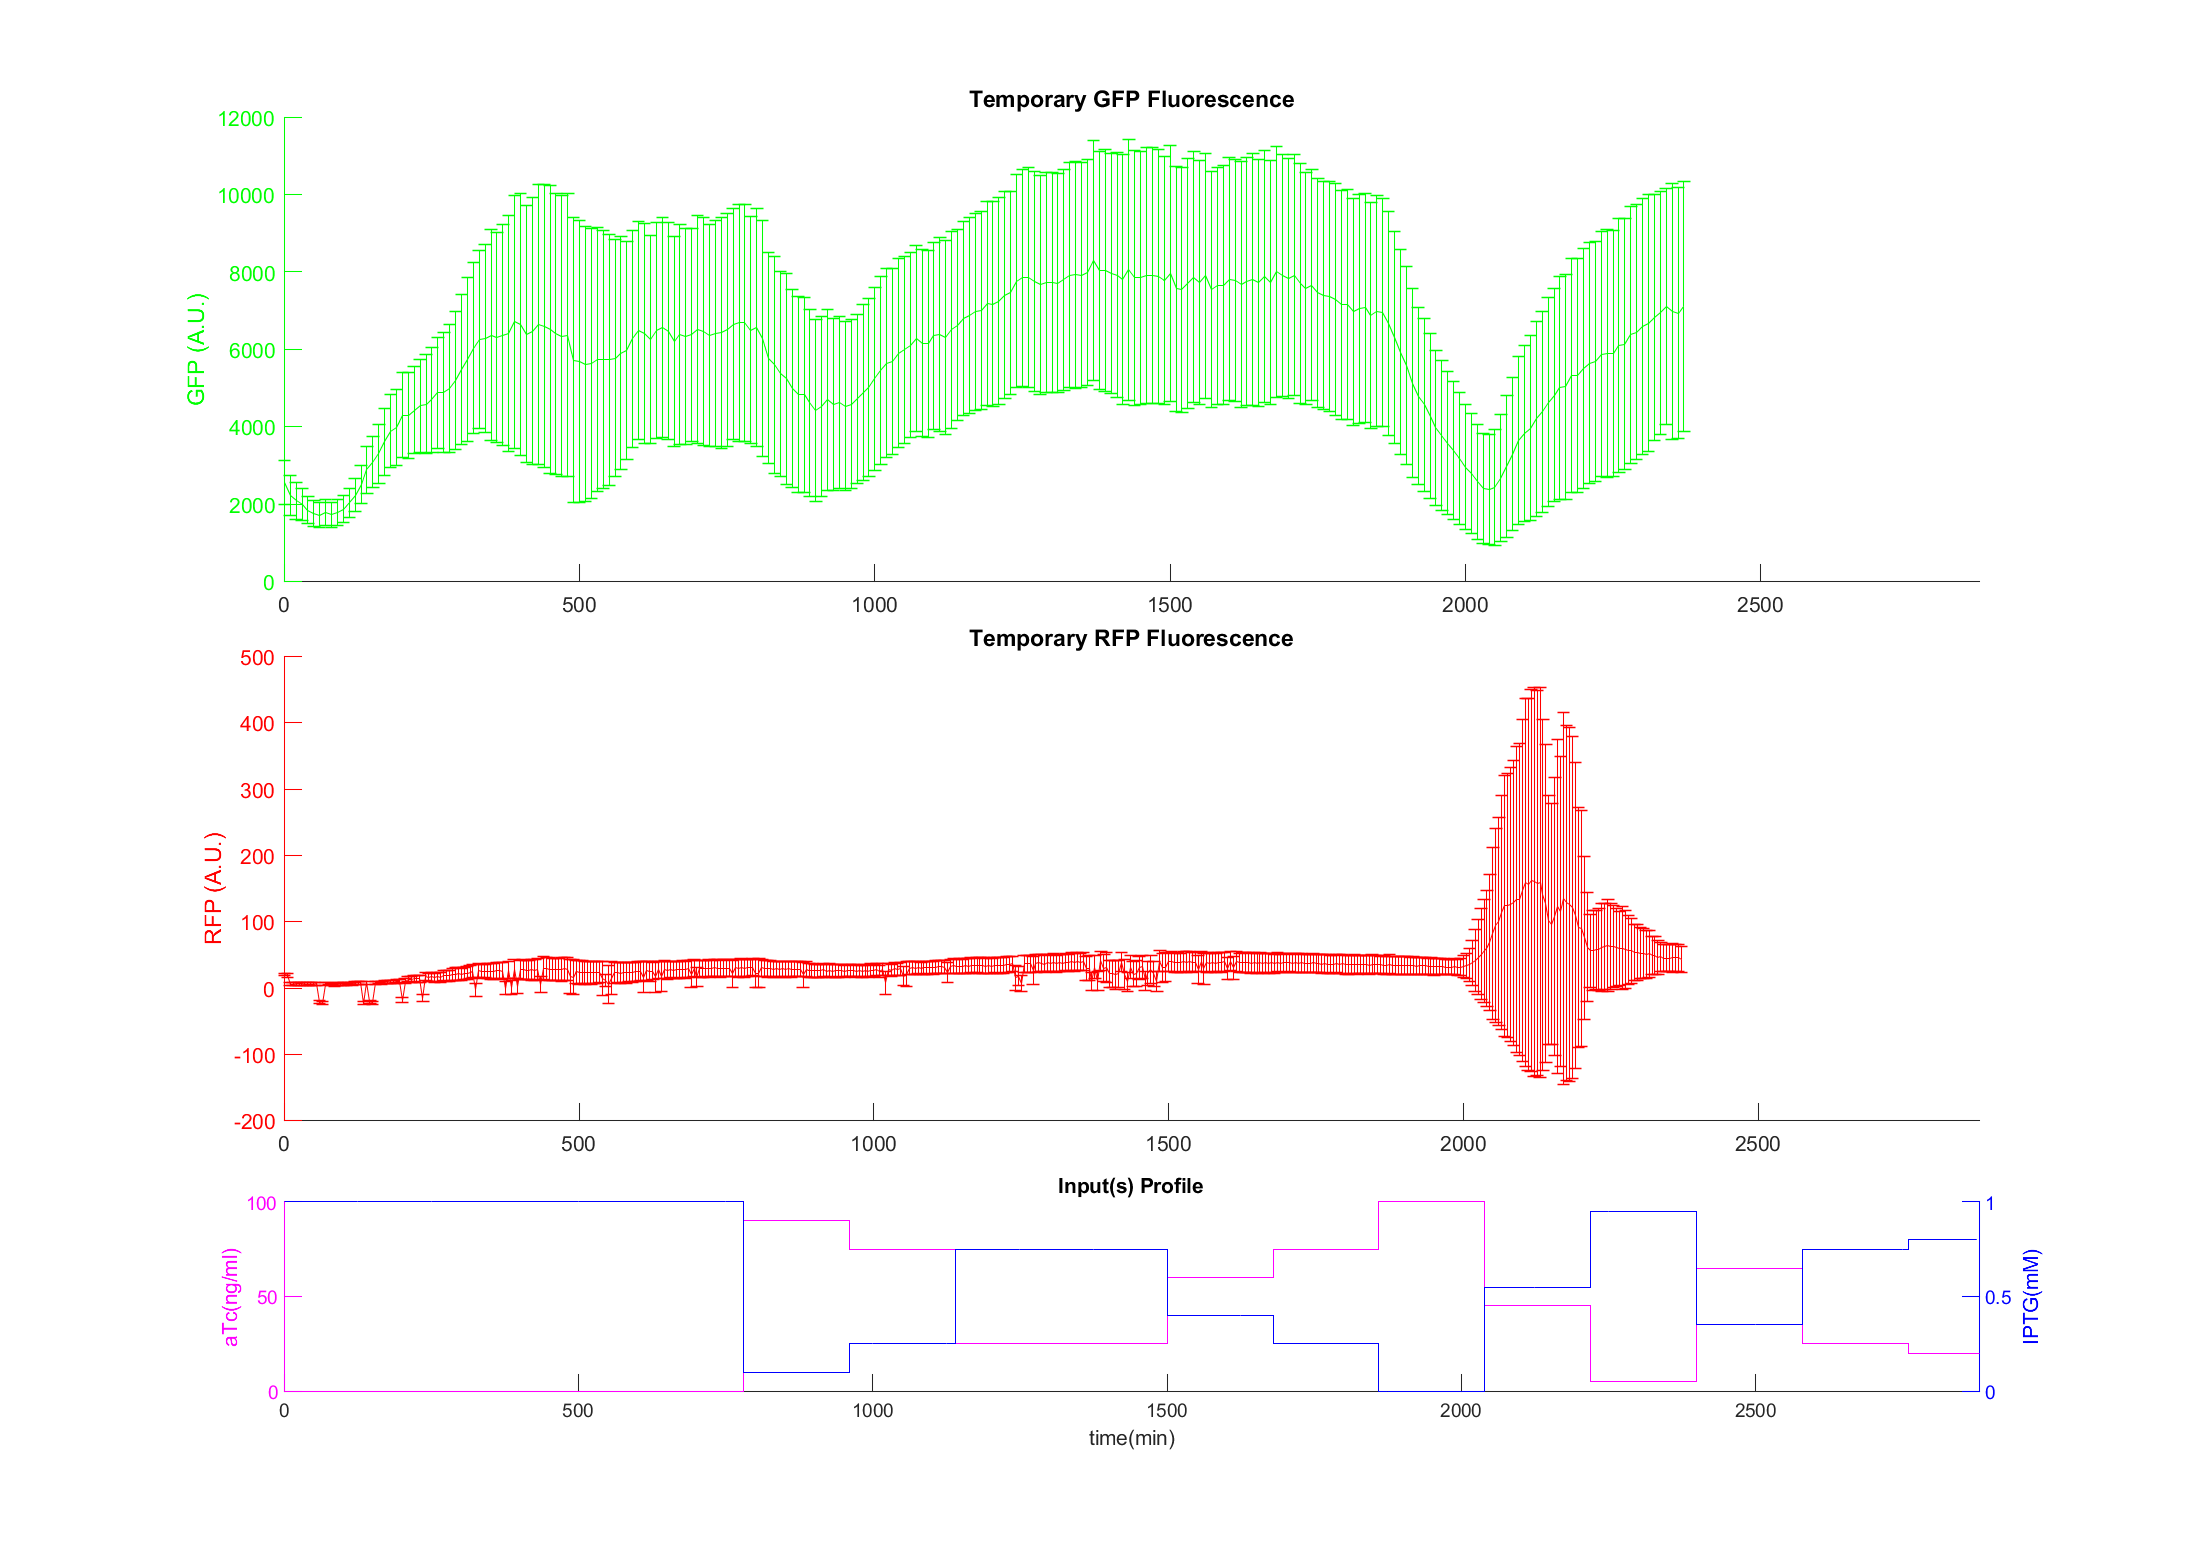 Temporary GFP Fluorescence
12000
10000
8000
6000
4000
2000
0
GFP (A.U.)
0 500 1000 1500 2000 2500
Temporary RFP Fluorescence
500
400
300
200
100
0
-100
-200
RFP (A.U.)
0 500 1000 1500 2000 2500
Input(s) Profile
100
50
0
aTc(ng/ml)
1
0.5
0
IPTG(mM)
0 500 1000 1500 2000 2500
time(min)